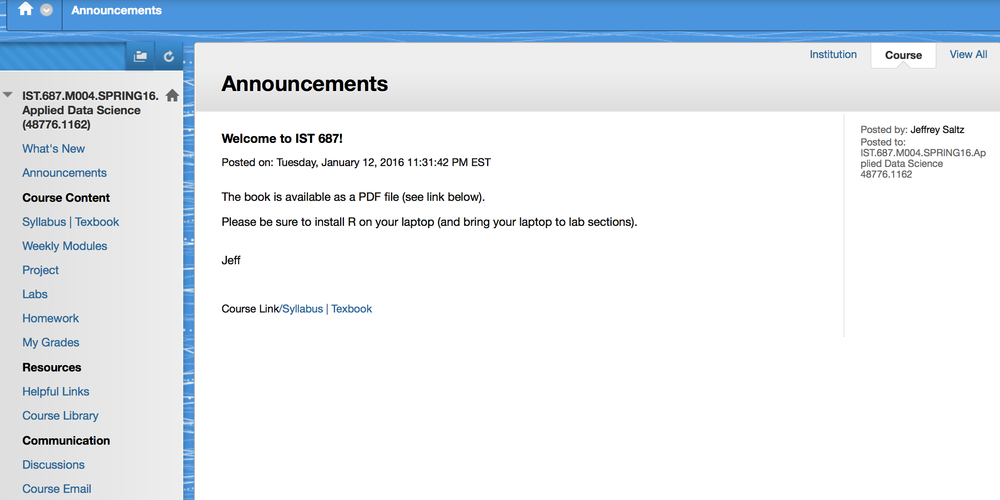 Announcements
IST.687.M004.SPRING16.
Applied Data Science
(48776.1162)
What's New
Announcements
Course Content
Syllabus | Texbook
Weekly Modules
Project
Labs
Homework
My Grades
Resources
Helpful Links
Course Library
Communication
Discussions
Course Email
Institution
Course
View All
Announcements
Welcome to IST 687!
Posted on: Tuesday, January 12, 2016 11:31:42 PM EST
The book is available as a PDF file (see link below).
Please be sure to install R on your laptop (and bring your laptop to lab sections).
Jeff
Course Link/Syllabus | Texbook
Posted by: Jeffrey Saltz
Posted to:
IST.687.M004.SPRING16.Ap
plied Data Science
48776.1162